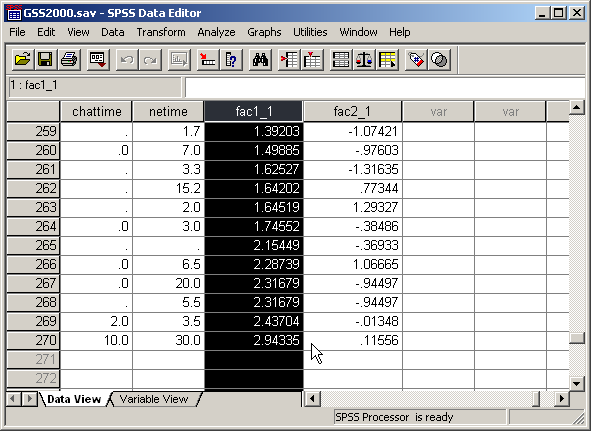 GSS2000.sav - SPSS Data Editor
File Edit View Data Transform Analyze Graphs Utilities Window Help
1 : fac1_1
chattime netime fac1_1 fac2_1 var var
259 . 1.7 1.39203 -1.07421
260 .0 7.0 1.49885 -.97603
261 . 3.3 1.62527 -1.31635
262 . 15.2 1.64202 .77344
263 . 2.0 1.64519 1.29327
264 .0 3.0 1.74552 -.38486
265 . . 2.15449 -.36933
266 .0 6.5 2.28739 1.06665
267 .0 20.0 2.31679 -.94497
268 . 5.5 2.31679 -.94497
269 2.0 3.5 2.43704 -.01348
270 10.0 30.0 2.94335 .11556
271
272
Data View Variable View
SPSS Processor is ready